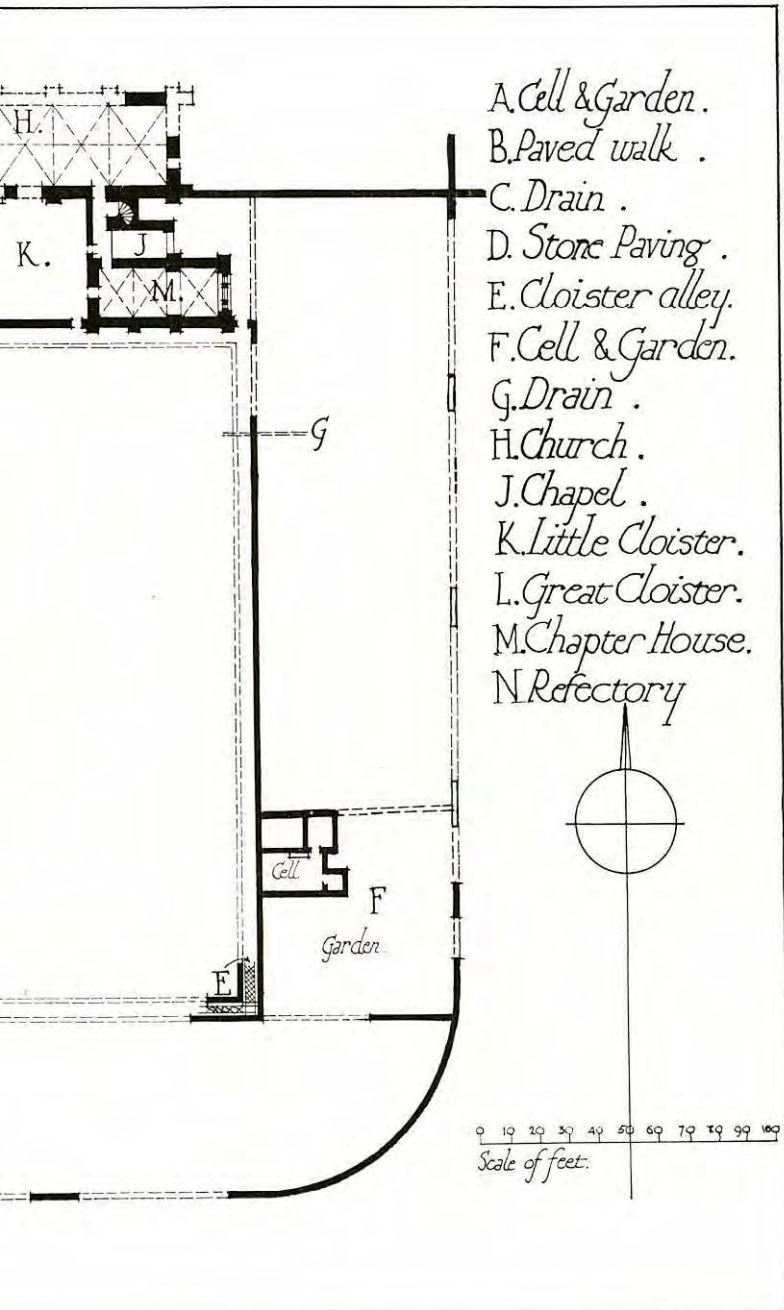 A. Cell & Garden.
B. Paved walk.
C. Drain.
D. Stone Paving.
E. Cloister alley.
F. Cell & Garden.
G. Drain.
H. Church.
J. Chapel.
K. Little Cloister.
L. Great Cloister.
M. Chapter House.
N. Refectory
H.
K.
J
M.
G
Cell
F
Garden
E
0 10 20 30 40 50 60 70 80 90 100
Scale of feet.